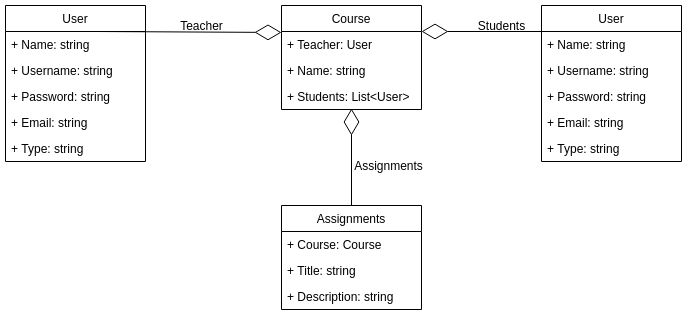 User
+ Name: string
+ Username: string
+ Password: string
+ Email: string
+ Type: string
Teacher
Course
+ Teacher: User
+ Name: string
+ Students: List<User>
Students
User
+ Name: string
+ Username: string
+ Password: string
+ Email: string
+ Type: string
Assignments
Assignments
+ Course: Course
+ Title: string
+ Description: string